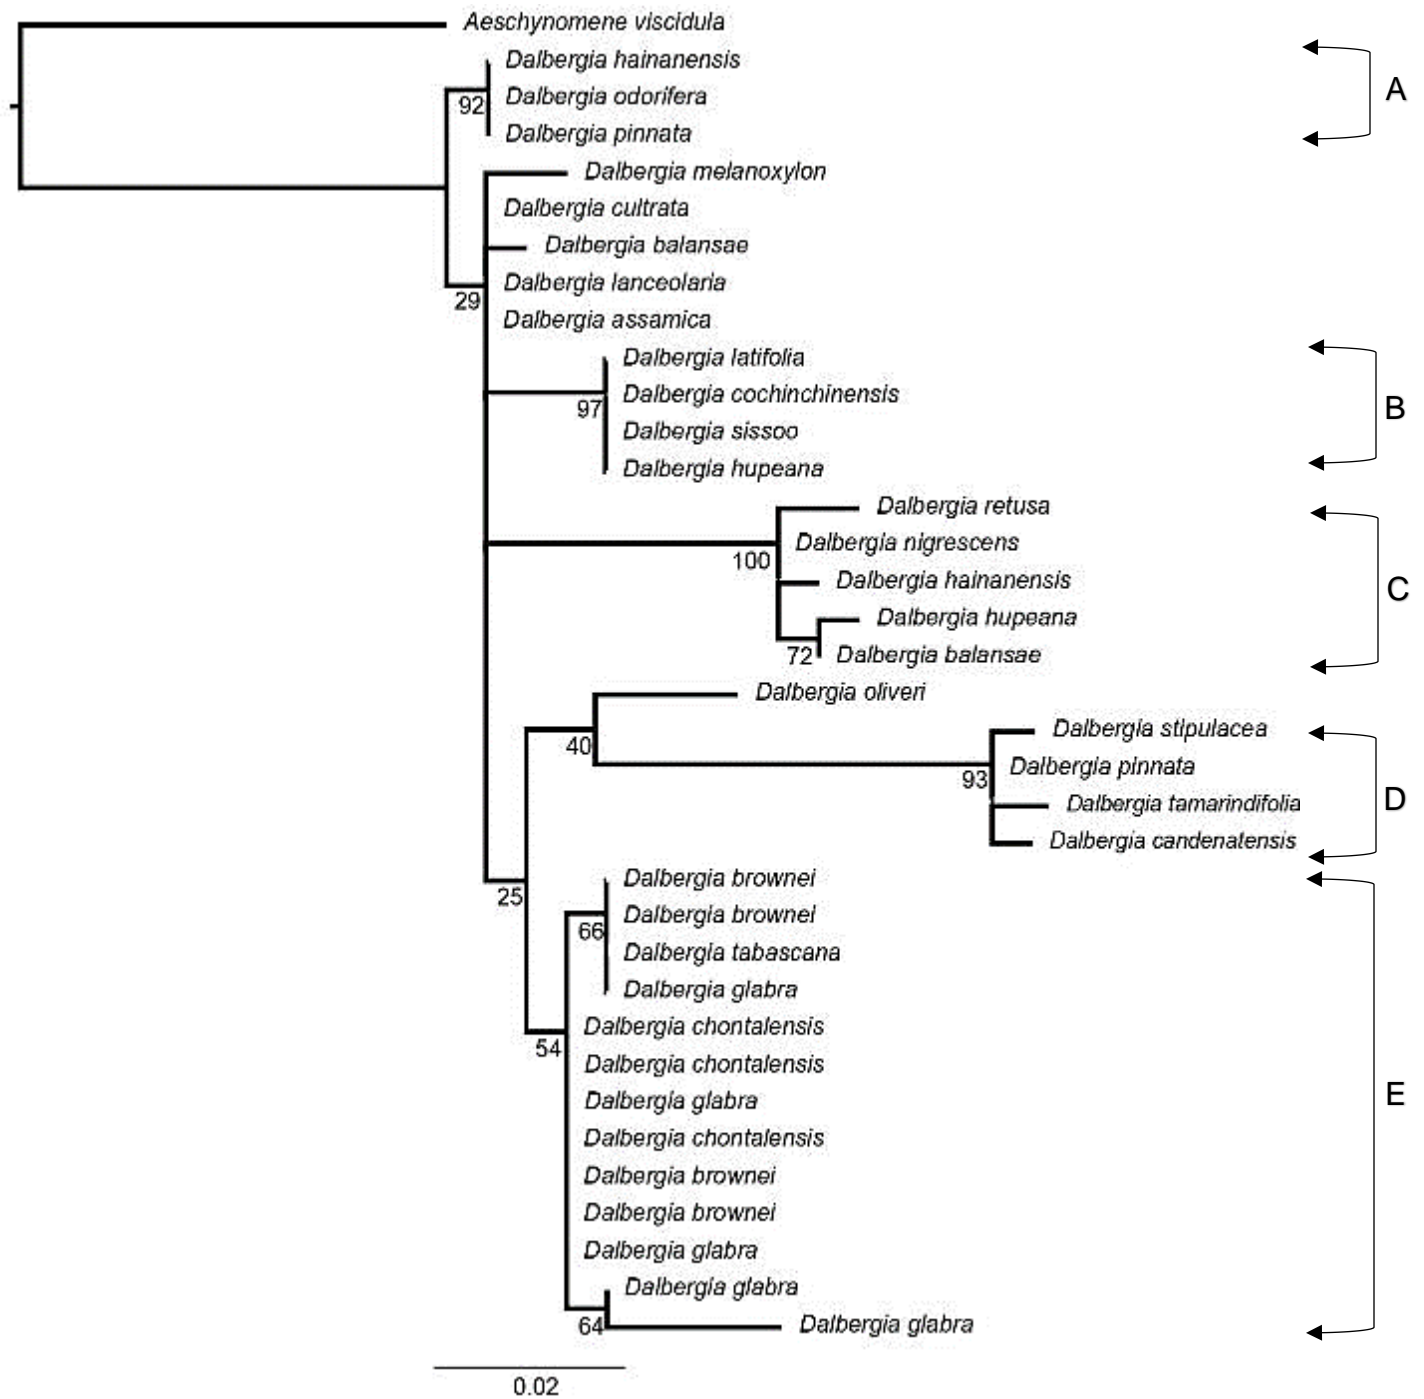 Aeschynomene viscidula
Dalbergia hainanensis
A
92
Dalbergia odorifera
Dalbergia pinnata
Dalbergia melanoxylon
Dalbergia cultrata
Dalbergia balansae
Dalbergia lanceolaria
29
Dalbergia assamica
Dalbergia latifolia
Dalbergia cochinchinensis
B
97
Dalbergia sissoo
Dalbergia hupeana
Dalbergia retusa
Dalbergia nigrescens
100
Dalbergia hainanensis
C
Dalbergia hupeana
72
Dalbergia balansae
Dalbergia oliveri
40
Dalbergia stipulacea
Dalbergia pinnata
93
D
Dalbergia tamarindifolia
Dalbergia candenatensis
Dalbergia brownei
25
Dalbergia brownei
66
Dalbergia tabascana
Dalbergia glabra
Dalbergia chontalensis
54
Dalbergia chontalensis
E
Dalbergia glabra
Dalbergia chontalensis
Dalbergia brownei
Dalbergia brownei
Dalbergia glabra
Dalbergia glabra
64
Dalbergia glabra
0.02